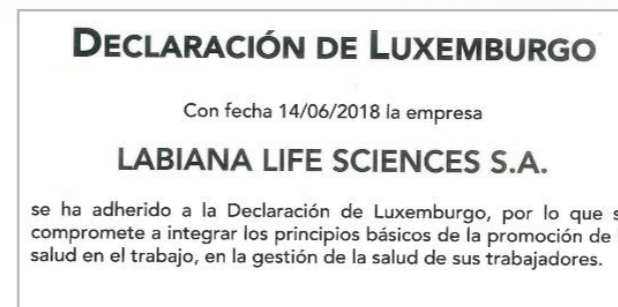 DECLARACIÓN DE LUXEMBURGO
Con fecha 14/06/2018 la empresa
LABIANA LIFE SCIENCES S.A.
se ha adherido a la Declaración de Luxemburgo, por lo que
compromete a integrar los principios básicos de la promoción de
salud en el trabajo, en la gestión de la salud de sus trabajadores.